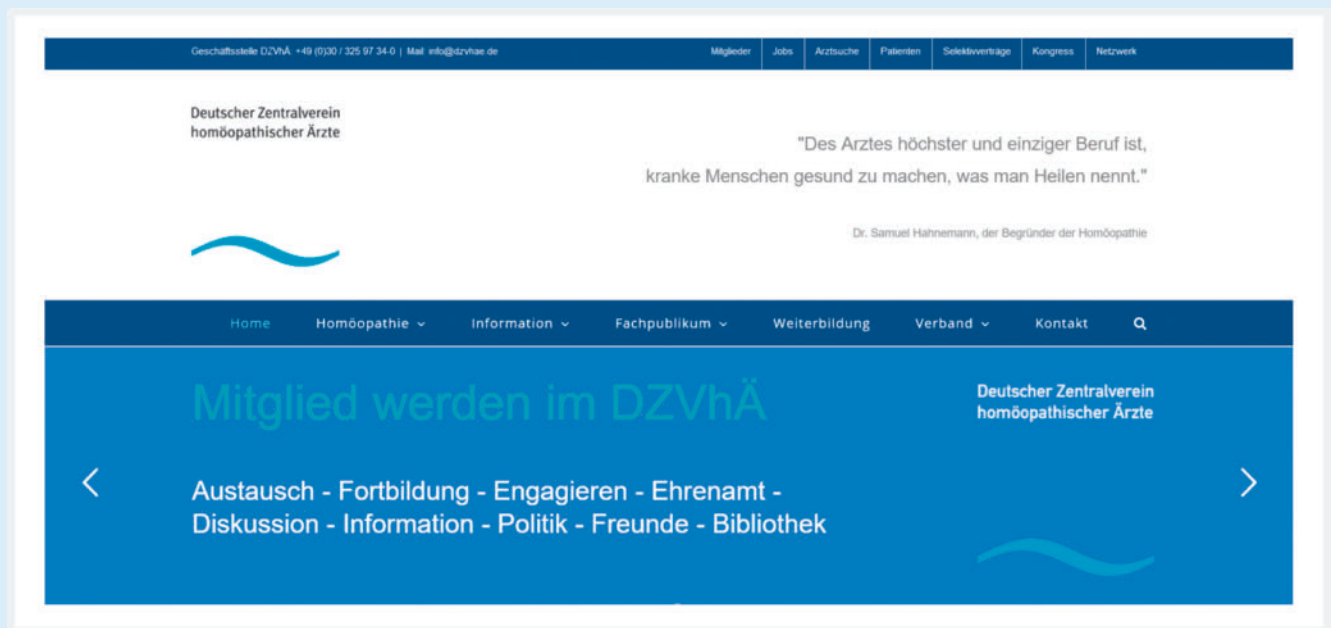 Geschäftsstelle DZVhÄ +49 (0)30 / 325 97 34-0 | Mail: info@dzvhae.de
Mitglieder Jobs Arztsuche Patienten Selektivverträge Kongress Netzwerk
Deutscher Zentralverein
homöopathischer Ärzte
"Des Arztes höchster und einziger Beruf ist,
kranke Menschen gesund zu machen, was man Heilen nennt."
Dr. Samuel Hahnemann, der Begründer der Homöopathie
Home Homöopathie Information Fachpublikum Weiterbildung Verband Kontakt
Mitglied werden im DZVhÄ
Deutscher Zentralverein
homöopathischer Ärzte
Austausch - Fortbildung - Engagieren - Ehrenamt -
Diskussion - Information - Politik - Freunde - Bibliothek